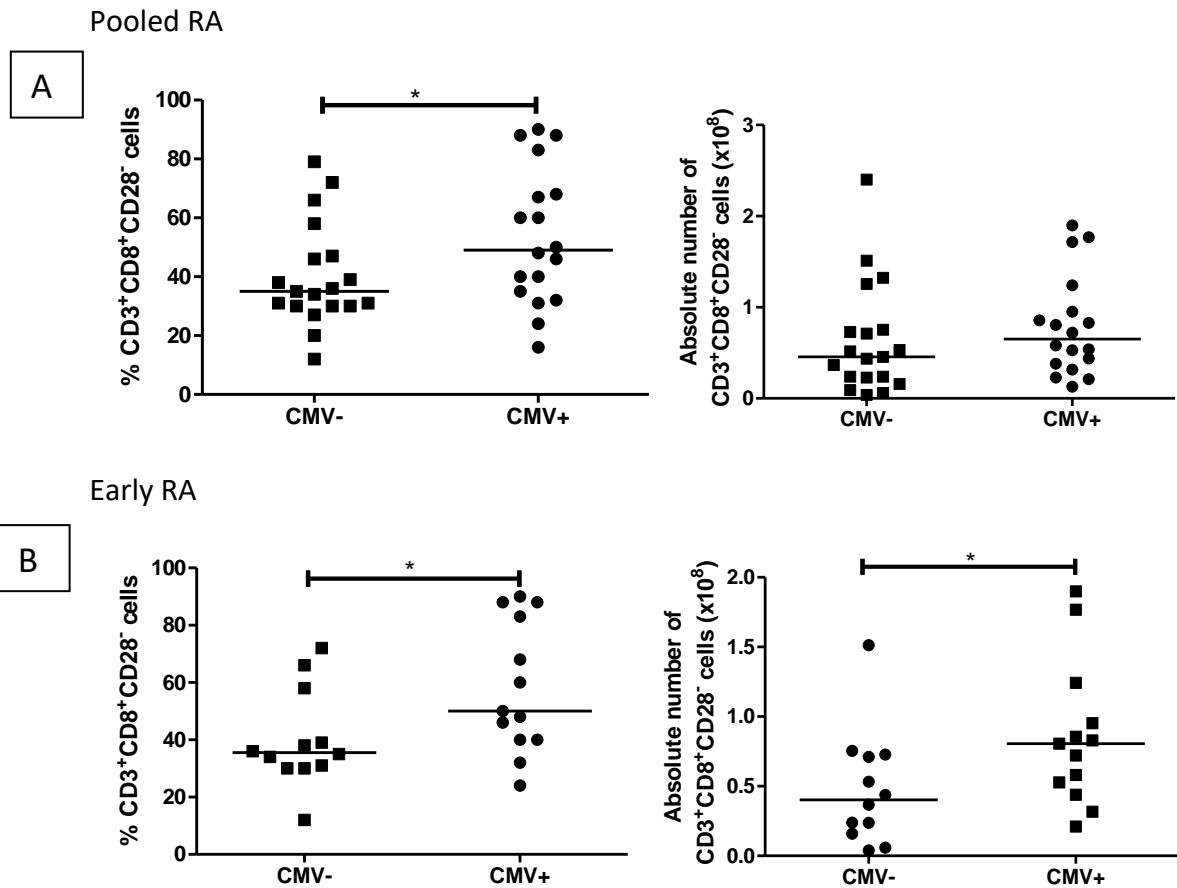 Pooled RA
A
% CD3⁺CD8⁺CD28⁻ cells
100
80
60
40
20
0
*
CMV-
CMV+
Absolute number of
CD3⁺CD8⁺CD28⁻ cells (x10⁸)
3
2
1
0
CMV-
CMV+
Early RA
B
% CD3⁺CD8⁺CD28⁻ cells
100
80
60
40
20
0
*
CMV-
CMV+
Absolute number of
CD3⁺CD8⁺CD28⁻ cells (x10⁸)
2.0
1.5
1.0
0.5
0.0
*
CMV-
CMV+